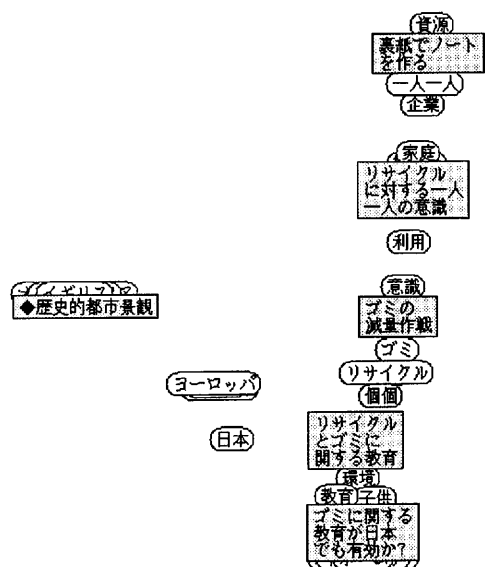 資源
裏紙でノート
を作る
一人一人
企業
家庭
リサイクル
に対する一人
一人の意識
利用
意識
◆歴史的都市景観
ゴミの
減量作戦
ゴミ
リサイクル
ヨーロッパ
個個
日本
リサイクル
とゴミに
関する教育
環境
教育
子供
ゴミに関する
教育が日本
でも有効か?